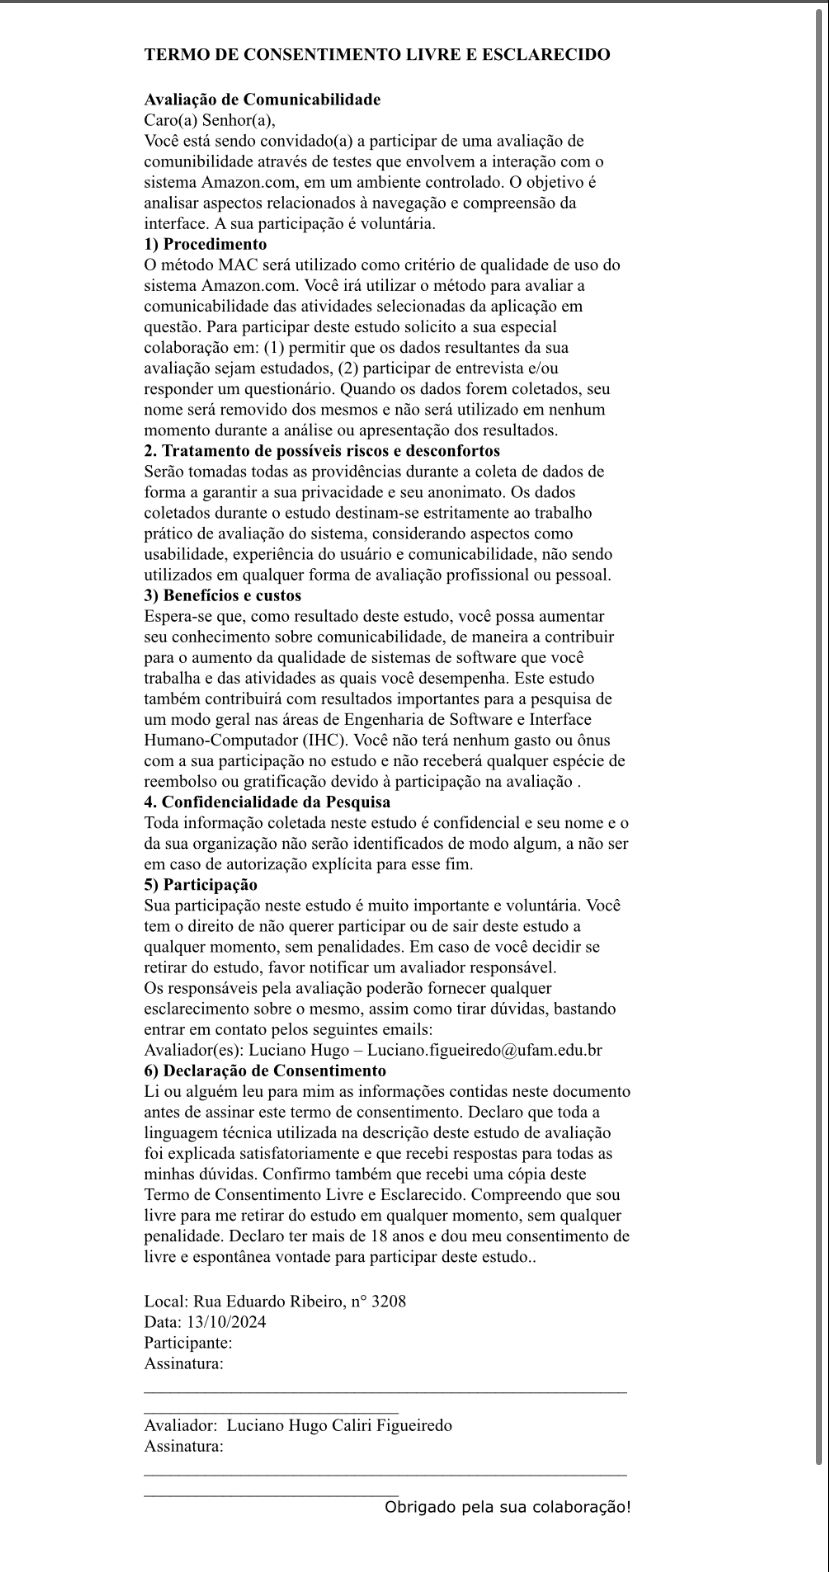 TERMO DE CONSENTIMENTO LIVRE E ESCLARECIDO
Avaliação de Comunicabilidade
Caro(a) Senhor(a),
Você está sendo convidado(a) a participar de uma avaliação de
comunibilidade através de testes que envolvem a interação com o
sistema Amazon.com, em um ambiente controlado. O objetivo é
analisar aspectos relacionados à navegação e compreensão da
interface. A sua participação é voluntária.
1) Procedimento
O método MAC será utilizado como critério de qualidade de uso do
sistema Amazon.com. Você irá utilizar o método para avaliar a
comunicabilidade das atividades selecionadas da aplicação em
questão. Para participar deste estudo solicito a sua especial
colaboração em: (1) permitir que os dados resultantes da sua
avaliação sejam estudados, (2) participar de entrevista e/ou
responder um questionário. Quando os dados forem coletados, seu
nome será removido dos mesmos e não será utilizado em nenhum
momento durante a análise ou apresentação dos resultados.
2. Tratamento de possíveis riscos e desconfortos
Serão tomadas todas as providências durante a coleta de dados de
forma a garantir a sua privacidade e seu anonimato. Os dados
coletados durante o estudo destinam-se estritamente ao trabalho
prático de avaliação do sistema, considerando aspectos como
usabilidade, experiência do usuário e comunicabilidade, não sendo
utilizados em qualquer forma de avaliação profissional ou pessoal.
3) Benefícios e custos
Espera-se que, como resultado deste estudo, você possa aumentar
seu conhecimento sobre comunicabilidade, de maneira a contribuir
para o aumento da qualidade de sistemas de software que você
trabalha e das atividades as quais você desempenha. Este estudo
também contribuirá com resultados importantes para a pesquisa de
um modo geral nas áreas de Engenharia de Software e Interface
Humano-Computador (IHC). Você não terá nenhum gasto ou ônus
com a sua participação no estudo e não receberá qualquer espécie de
reembolso ou gratificação devido à participação na avaliação .
4. Confidencialidade da Pesquisa
Toda informação coletada neste estudo é confidencial e seu nome e o
da sua organização não serão identificados de modo algum, a não ser
em caso de autorização explícita para esse fim.
5) Participação
Sua participação neste estudo é muito importante e voluntária. Você
tem o direito de não querer participar ou de sair deste estudo a
qualquer momento, sem penalidades. Em caso de você decidir se
retirar do estudo, favor notificar um avaliador responsável.
Os responsáveis pela avaliação poderão fornecer qualquer
esclarecimento sobre o mesmo, assim como tirar dúvidas, bastando
entrar em contato pelos seguintes emails:
Avaliador(es): Luciano Hugo – Luciano.figueiredo@ufam.edu.br
6) Declaração de Consentimento
Li ou alguém leu para mim as informações contidas neste documento
antes de assinar este termo de consentimento. Declaro que toda a
linguagem técnica utilizada na descrição deste estudo de avaliação
foi explicada satisfatoriamente e que recebi respostas para todas as
minhas dúvidas. Confirmo também que recebi uma cópia deste
Termo de Consentimento Livre e Esclarecido. Compreendo que sou
livre para me retirar do estudo em qualquer momento, sem qualquer
penalidade. Declaro ter mais de 18 anos e dou meu consentimento de
livre e espontânea vontade para participar deste estudo..
Local: Rua Eduardo Ribeiro, n° 3208
Data: 13/10/2024
Participante:
Assinatura:
Avaliador: Luciano Hugo Caliri Figueiredo
Assinatura:
Obrigado pela sua colaboração!